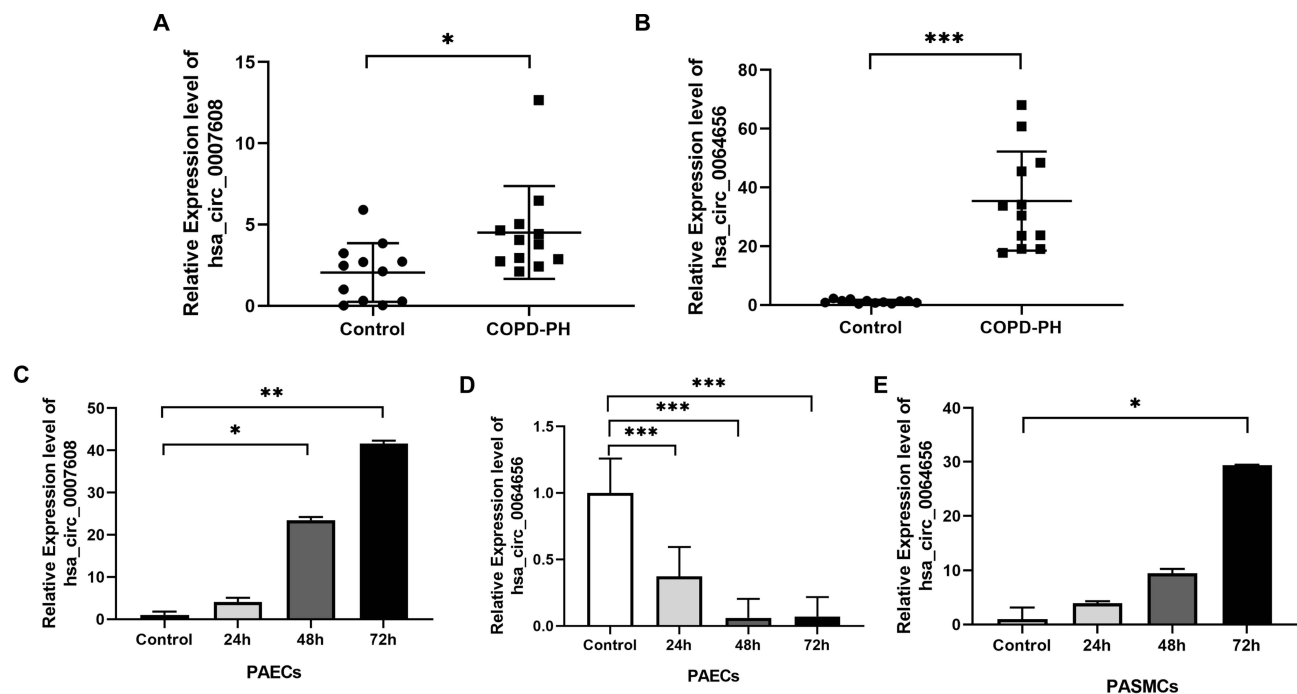 A
Relative Expression level of
hsa_circ_0007608
15
10
5
0
*
Control
COPD-PH
B
Relative Expression level of
hsa_circ_0064656
80
60
40
20
0
***
Control
COPD-PH
C
Relative Expression level of
hsa_circ_0007608
50
40
30
20
10
0
**
*
Control
24h
48h
72h
PAECs
D
Relative Expression level of
hsa_circ_0064656
1.5
1.0
0.5
0.0
***
***
***
Control
24h
48h
72h
PAECs
E
Relative Expression level of
hsa_circ_0064656
40
30
20
10
0
*
Control
24h
48h
72h
PASMCs